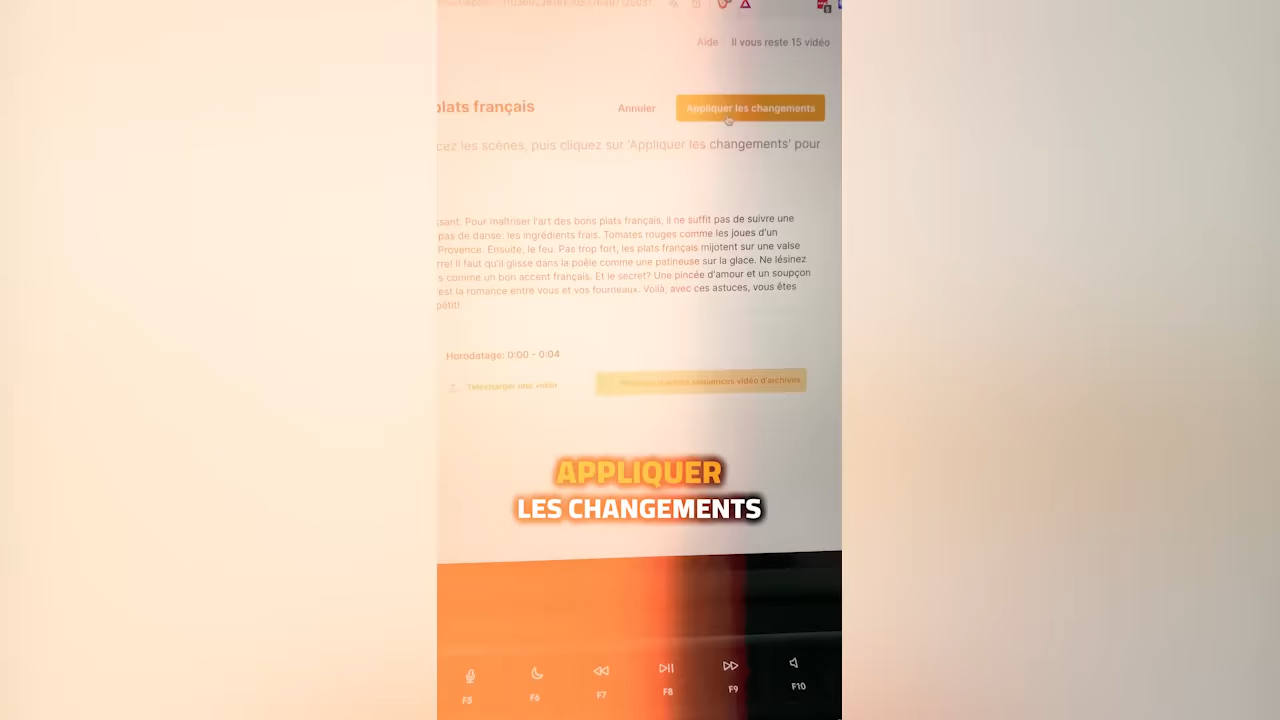 Aide Il vous reste 15 vidéo
plats français Annuler Appliquer les changements
cez les scènes, puis cliquez sur 'Appliquer les changements' pour
ssant. Pour maîtriser l'art des bons plats français, il ne suffit pas de suivre une
pas de danse: les ingrédients frais. Tomates rouges comme les joues d'un
Provence. Ensuite, le feu. Pas trop fort, les plats français mijotent sur une valse
rre! Il faut qu'il glisse dans la poêle comme une patineuse sur la glace. Ne lésinez
s comme un bon accent français. Et le secret? Une pincée d'amour et un soupçon
'est la romance entre vous et vos fourneaux. Voilà, avec ces astuces, vous êtes
pétit!
Horodatage: 0:00 - 0:04
Télécharger une vidéo séquences vidéo d'archives
APPLIQUER
LES CHANGEMENTS
F5 F6 F7 F8 F9 F10